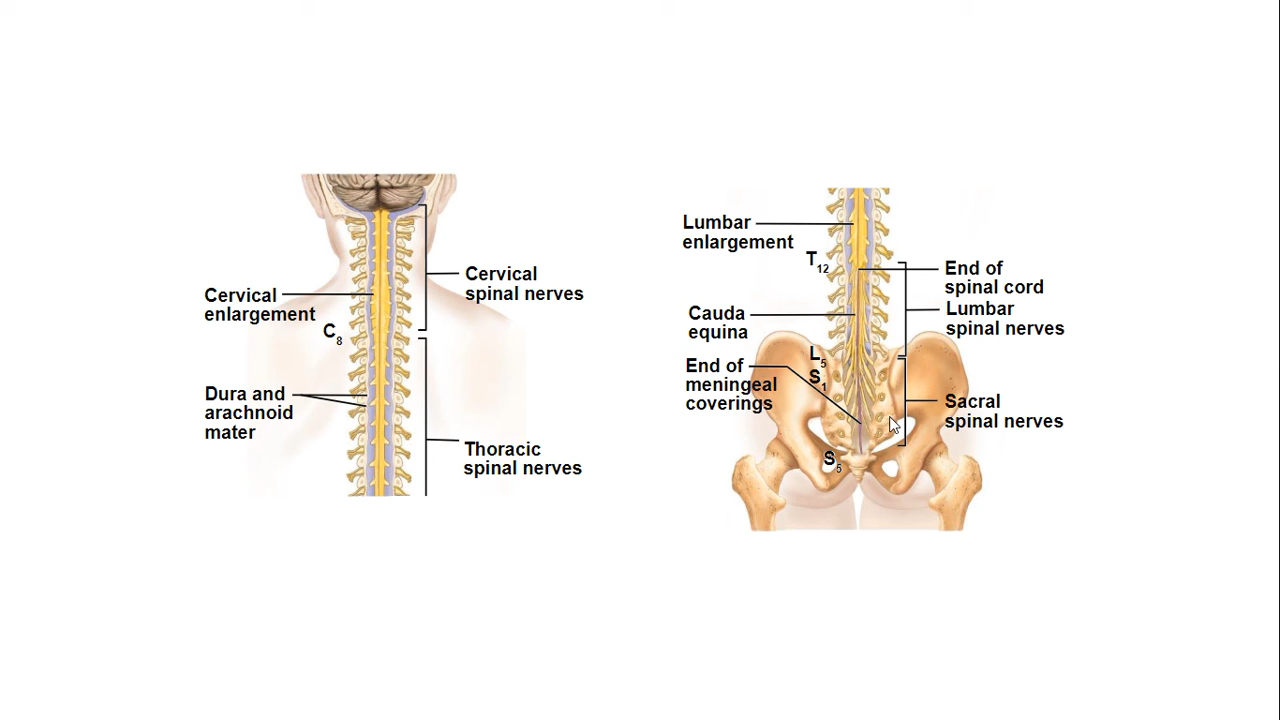 Cervical
spinal nerves
Cervical
enlargement
C8
Dura and
arachnoid
mater
Thoracic
spinal nerves
Lumbar
enlargement
T12
End of
spinal cord
Lumbar
spinal nerves
Cauda
equina
L5
End of
meningeal
coverings
S1
Sacral
spinal nerves
S5